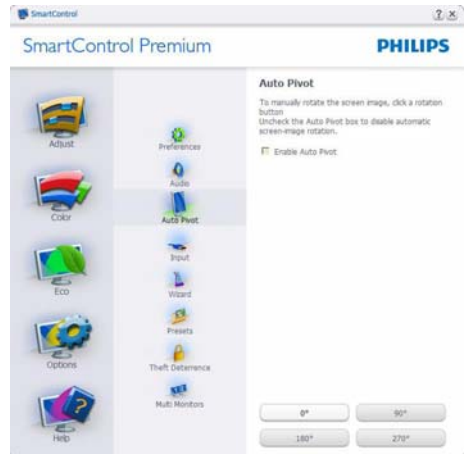 SmartControl
? X
SmartControl Premium
PHILIPS
Adjust
Color
Eco
Options
Help
Preferences
Audio
Auto Pivot
Input
Wizard
Presets
Theft Deterrence
Multi Monitors
Auto Pivot
To manually rotate the screen image, click a rotation
button
Uncheck the Auto Pivot box to disable automatic
screen-image rotation.
Enable Auto Pivot
0°
90°
180°
270°